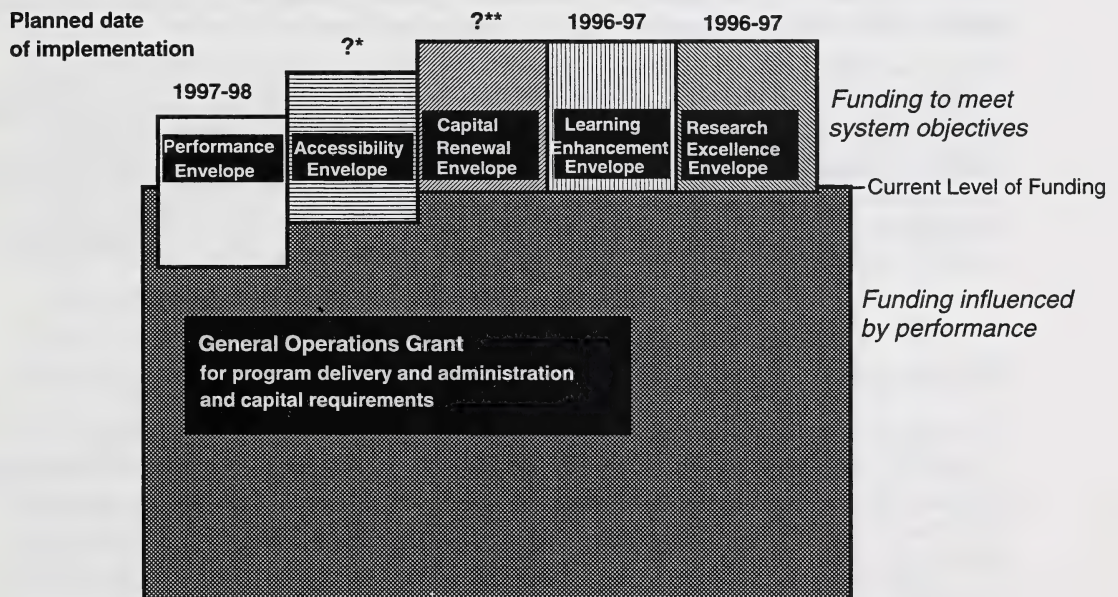 Planned date
of implementation
1997-98
?*
?**
1996-97
1996-97
Performance
Envelope
Accessibility
Envelope
Capital
Renewal
Envelope
Learning
Enhancement
Envelope
Research
Excellence
Envelope
Funding to meet
system objectives
Current Level of Funding
Funding influenced
by performance
General Operations Grant
for program delivery and administration
and capital requirements